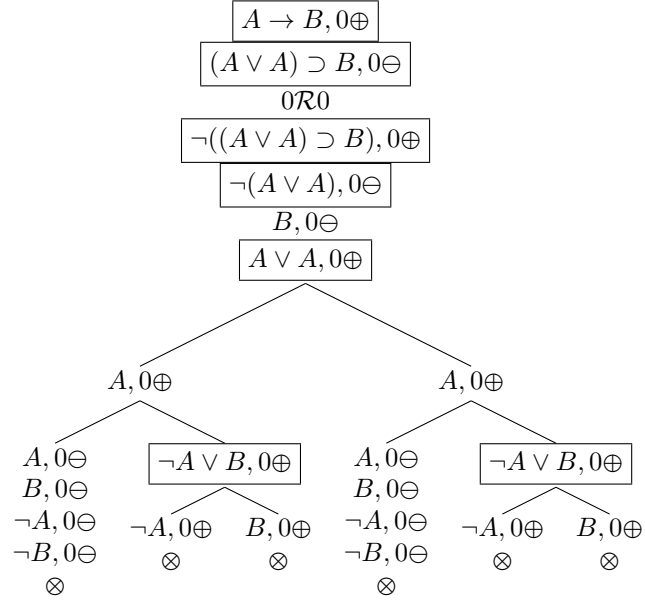 A → B, 0⊕
(A ∨ A) ⊃ B, 0⊖
0ℛ0
¬((A ∨ A) ⊃ B), 0⊕
¬(A ∨ A), 0⊖
B, 0⊖
A ∨ A, 0⊕
A, 0⊕ A, 0⊕
A, 0⊖ ¬A ∨ B, 0⊕ A, 0⊖ ¬A ∨ B, 0⊕
B, 0⊖ B, 0⊖
¬A, 0⊖ ¬A, 0⊕ B, 0⊕ ¬A, 0⊖ ¬A, 0⊕ B, 0⊕
¬B, 0⊖ ⊗ ⊗ ¬B, 0⊖ ⊗ ⊗
⊗ ⊗